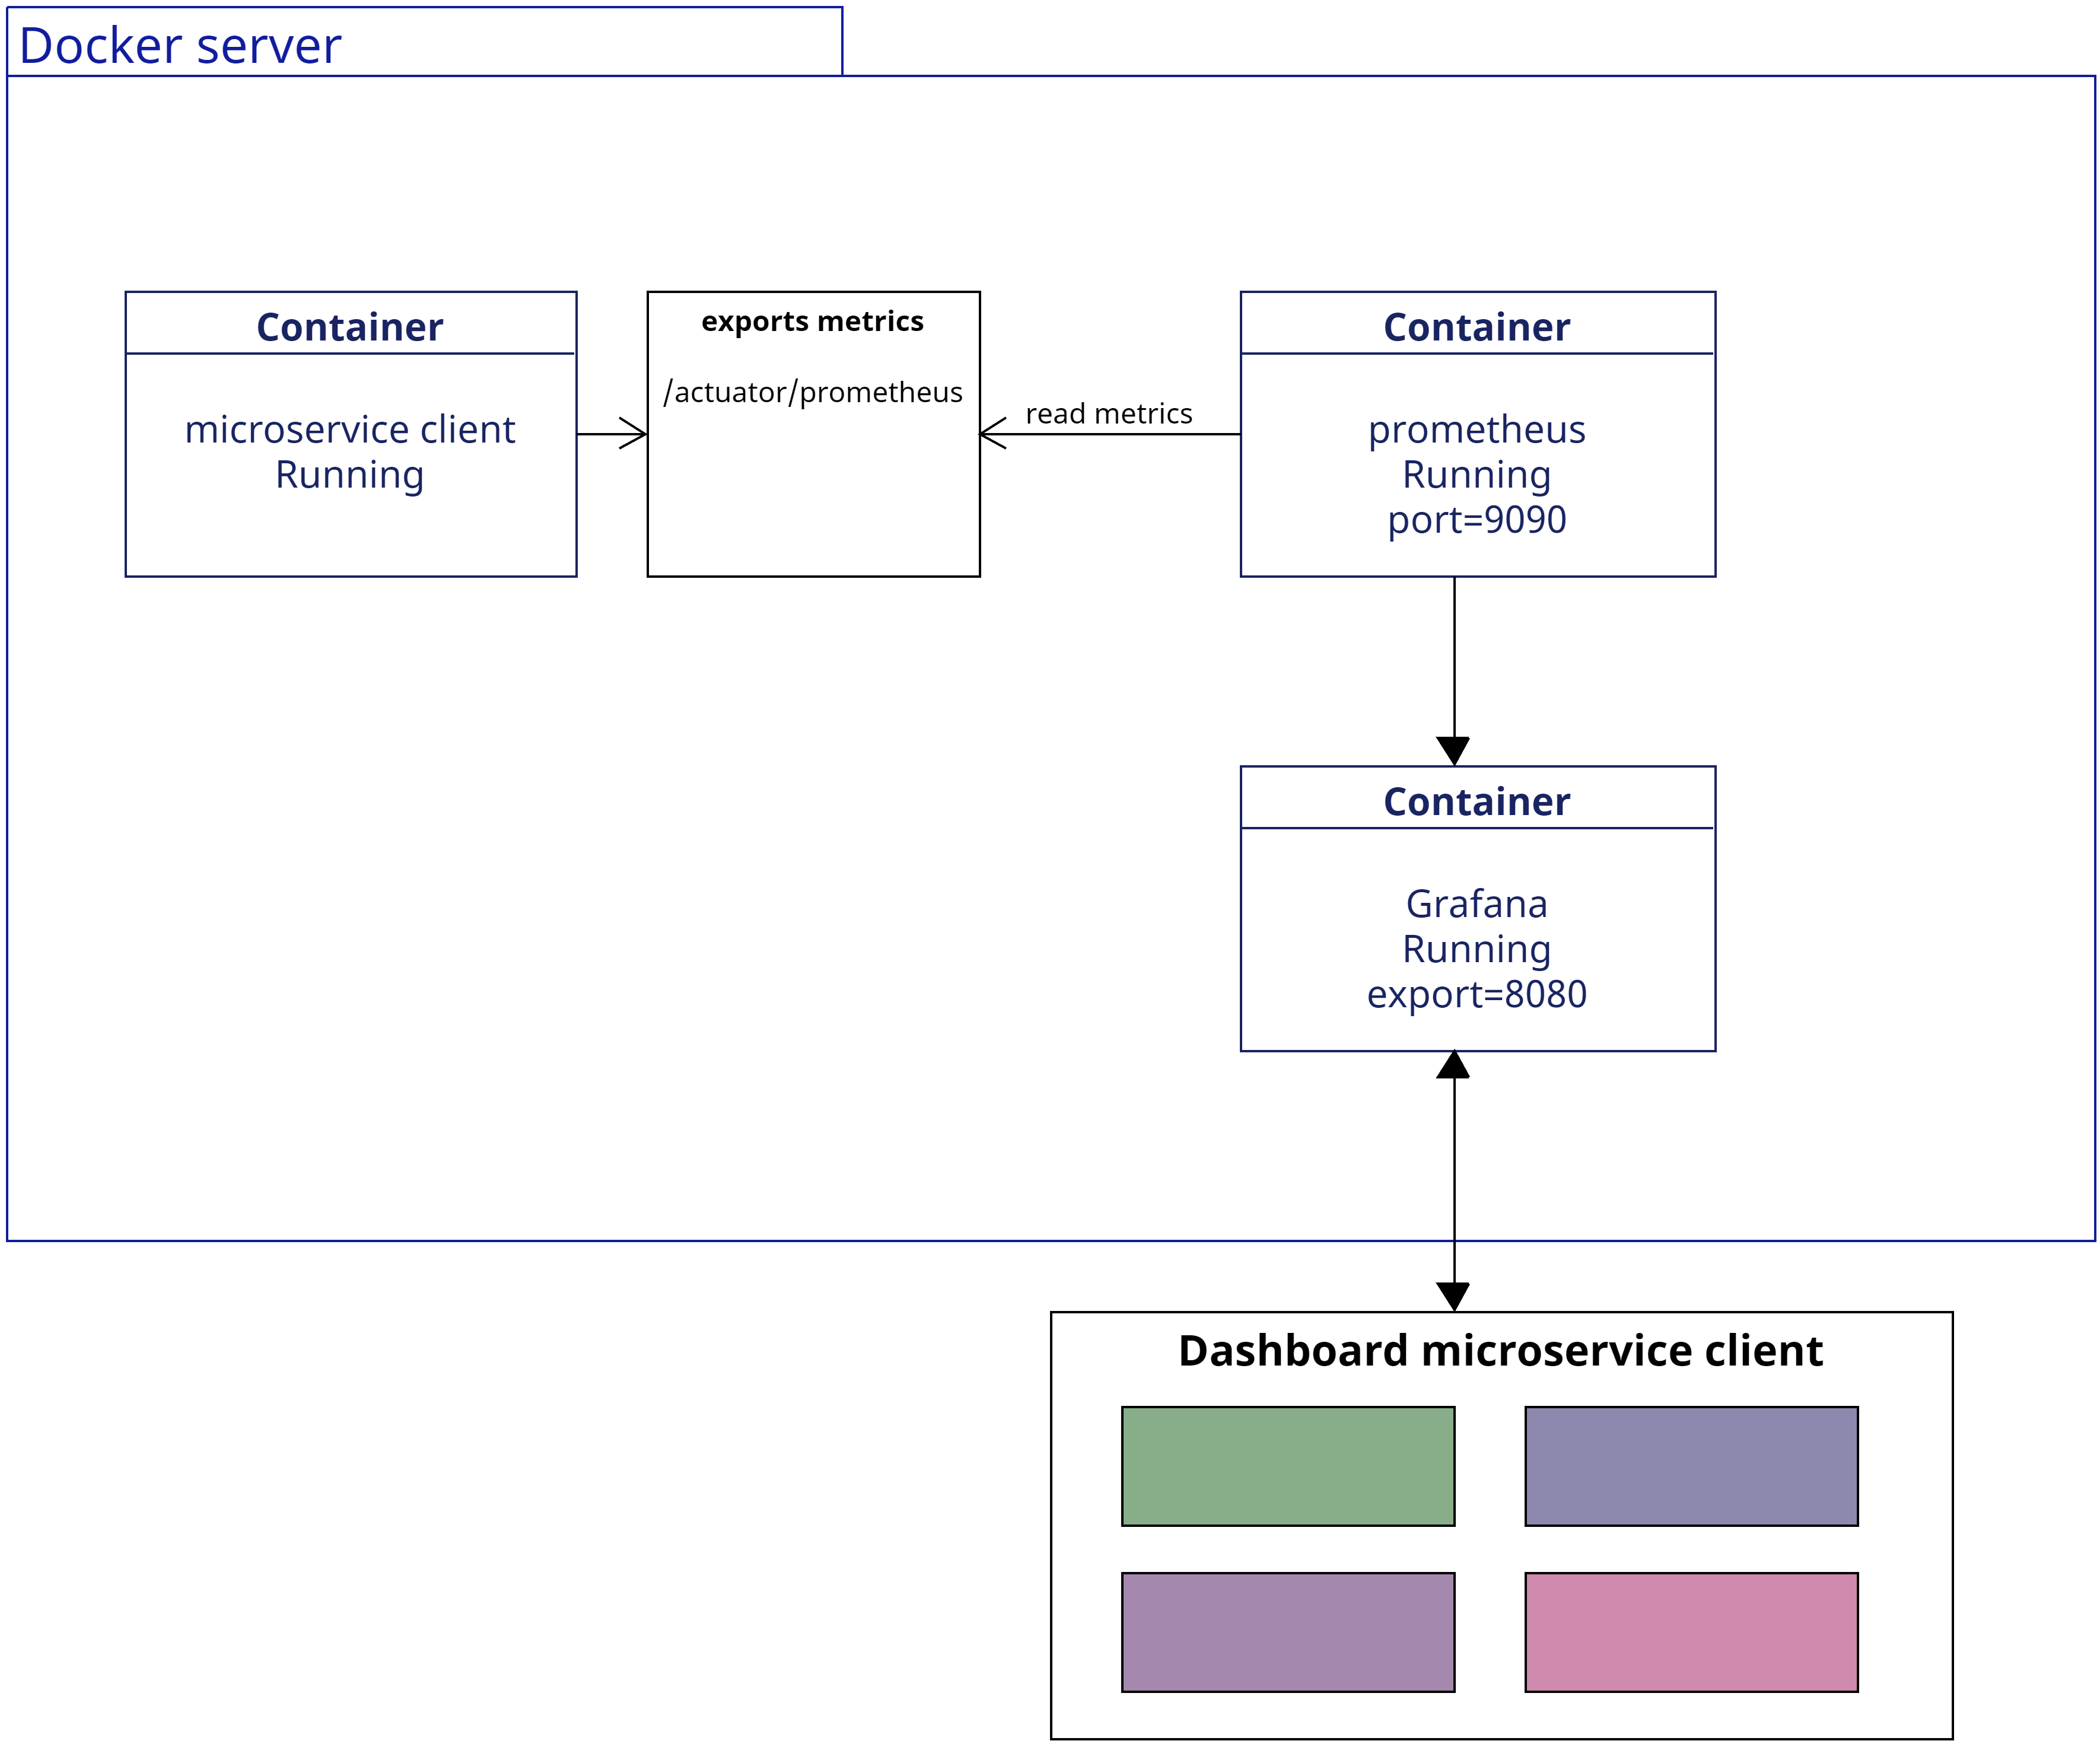 Docker server
Container
microservice client
Running
exports metrics
/actuator/prometheus
read metrics
Container
prometheus
Running
port=9090
Container
Grafana
Running
export=8080
Dashboard microservice client